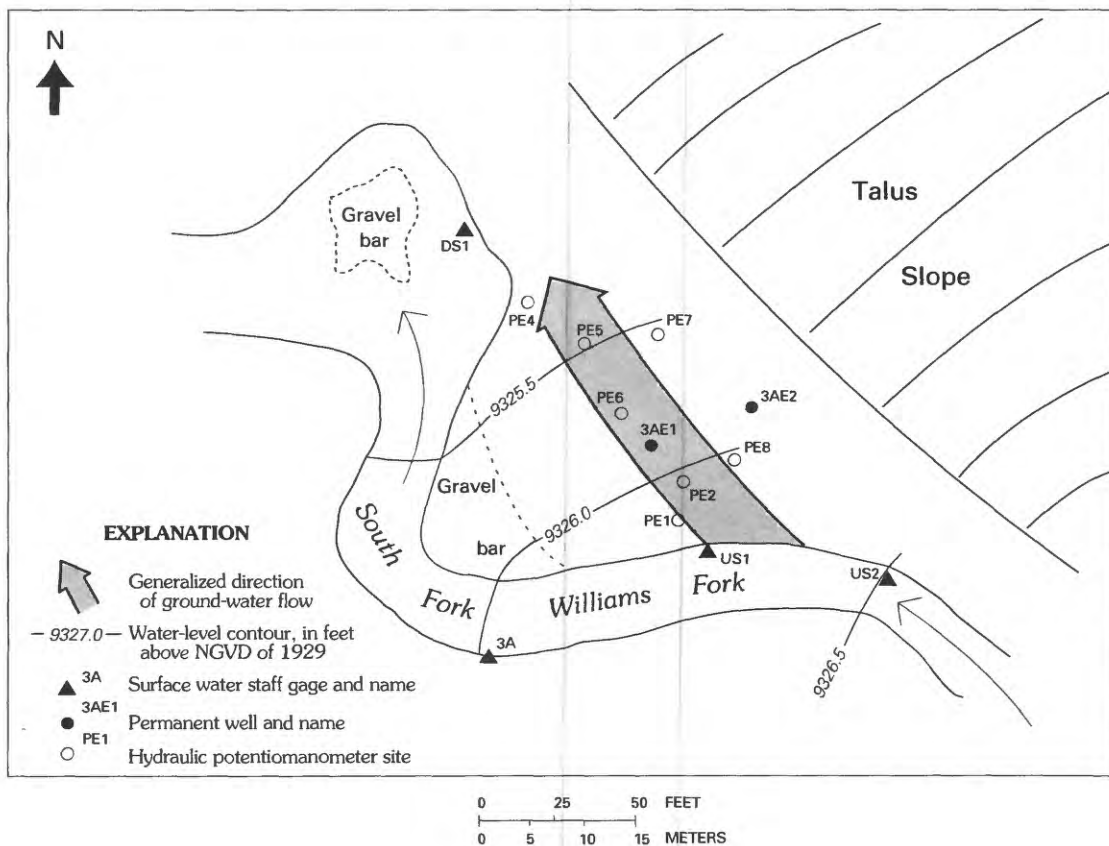 N
Talus
Slope
Gravel
bar
DS1
PE4
PE5
PE7
9325.5
PE6
3AE2
3AE1
PE8
Gravel
bar
9326.0
PE2
PE1
US1
US2
South
Fork
Williams
Fork
3A
9326.5
EXPLANATION
Generalized direction
of ground-water flow
— 9327.0 — Water-level contour, in feet
above NGVD of 1929
3A Surface water staff gage and name
3AE1 Permanent well and name
PE1 Hydraulic potentiomanometer site
0 25 50 FEET
0 5 10 15 METERS